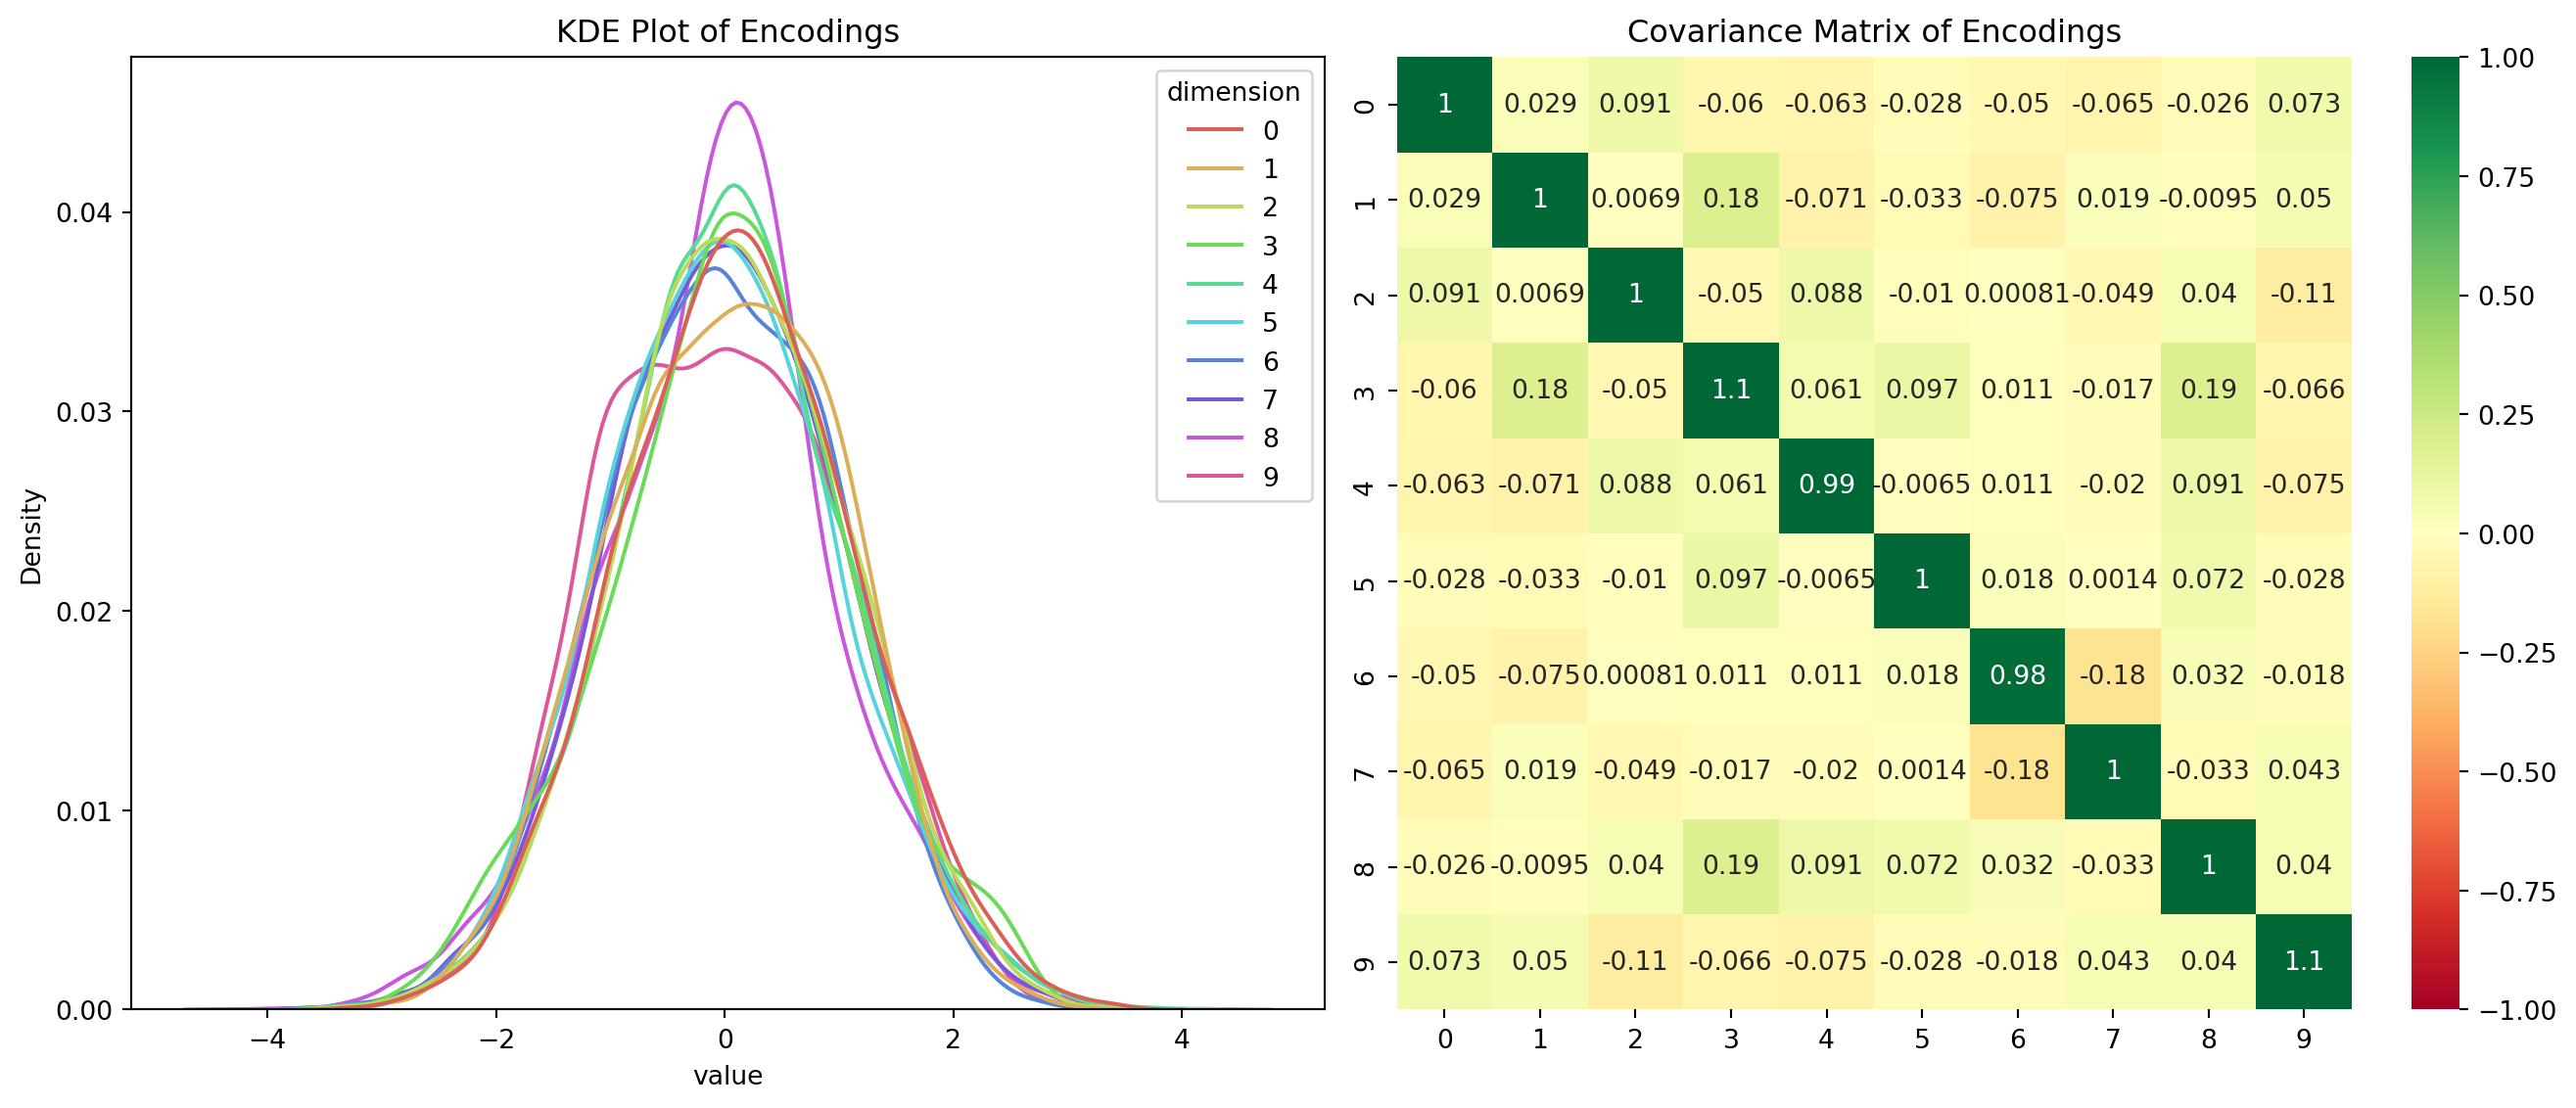 KDE Plot of Encodings
Density
0.04
0.03
0.02
0.01
0.00
−4 −2 0 2 4
value
dimension
0
1
2
3
4
5
6
7
8
9
Covariance Matrix of Encodings
0 1 0.029 0.091 -0.06 -0.063 -0.028 -0.05 -0.065 -0.026 0.073
1 0.029 1 0.0069 0.18 -0.071 -0.033 -0.075 0.019 -0.0095 0.05
2 0.091 0.0069 1 -0.05 0.088 -0.01 0.00081 -0.049 0.04 -0.11
3 -0.06 0.18 -0.05 1.1 0.061 0.097 0.011 -0.017 0.19 -0.066
4 -0.063 -0.071 0.088 0.061 0.99 -0.0065 0.011 -0.02 0.091 -0.075
5 -0.028 -0.033 -0.01 0.097 -0.0065 1 0.018 0.0014 0.072 -0.028
6 -0.05 -0.075 0.00081 0.011 0.011 0.018 0.98 -0.18 0.032 -0.018
7 -0.065 0.019 -0.049 -0.017 -0.02 0.0014 -0.18 1 -0.033 0.043
8 -0.026 -0.0095 0.04 0.19 0.091 0.072 0.032 -0.033 1 0.04
9 0.073 0.05 -0.11 -0.066 -0.075 -0.028 -0.018 0.043 0.04 1.1
0 1 2 3 4 5 6 7 8 9
1.00
0.75
0.50
0.25
0.00
−0.25
−0.50
−0.75
−1.00